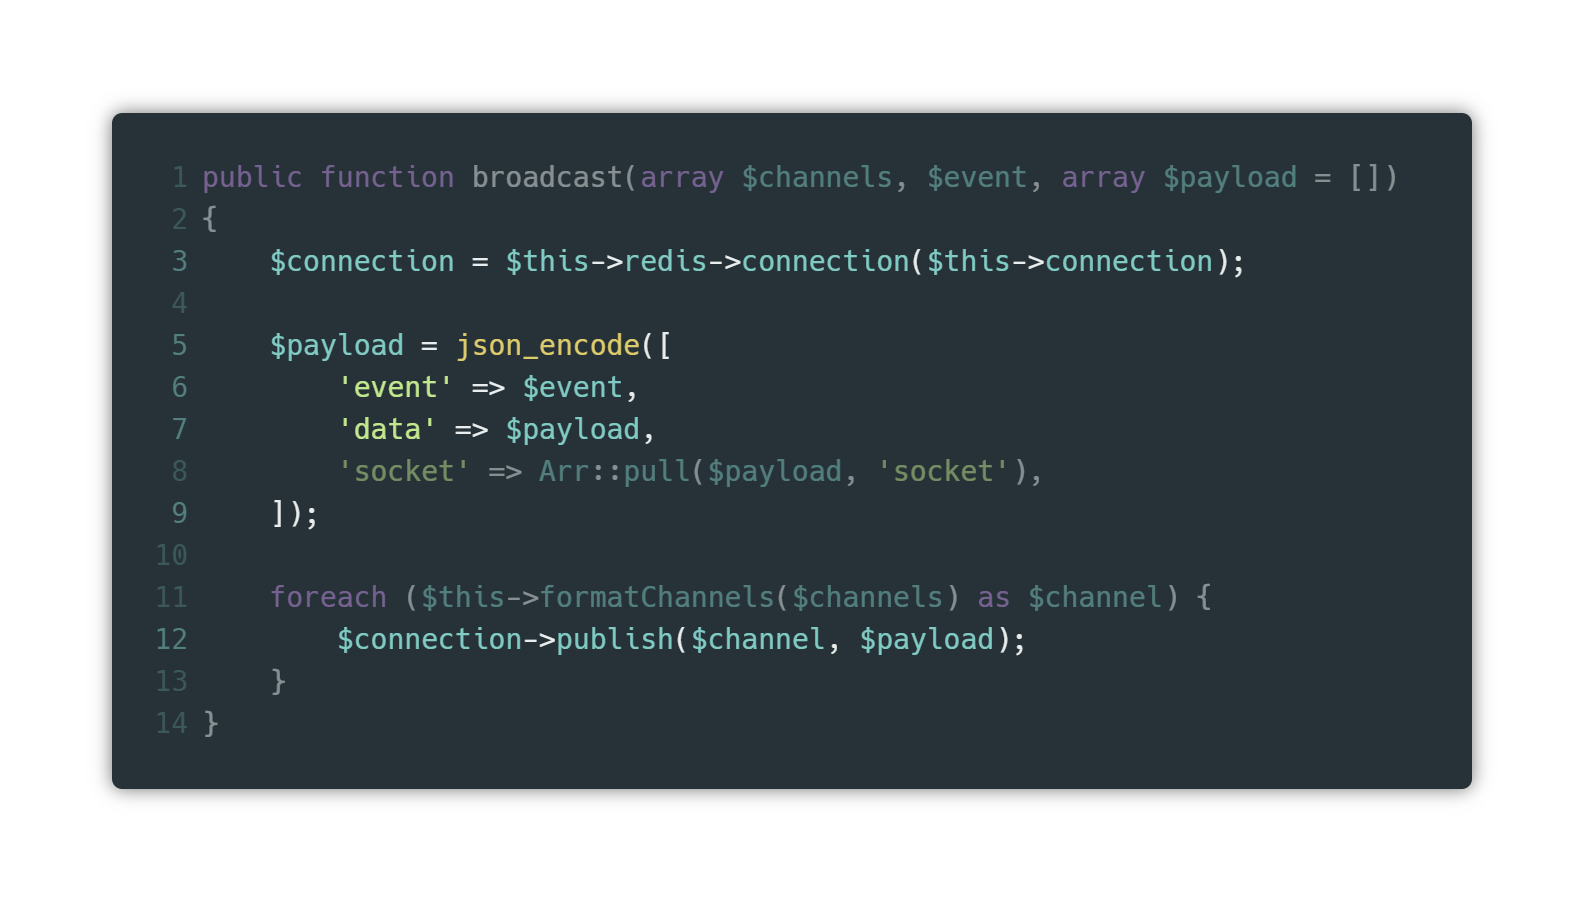 1 public function broadcast(array $channels, $event, array $payload = [])
2 {
3     $connection = $this->redis->connection($this->connection);
4
5     $payload = json_encode([
6         'event' => $event,
7         'data' => $payload,
8         'socket' => Arr::pull($payload, 'socket'),
9     ]);
10
11     foreach ($this->formatChannels($channels) as $channel) {
12         $connection->publish($channel, $payload);
13     }
14 }